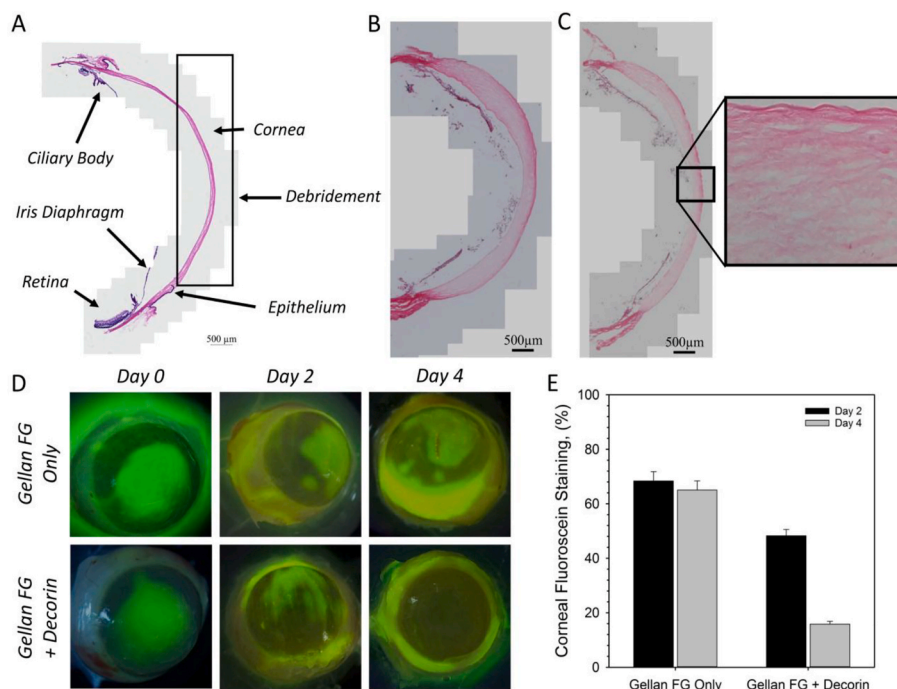 A
Ciliary Body
Iris Diaphragm
Retina
Cornea
Debridement
Epithelium
500 µm
B
500µm
C
500µm
D
Day 0
Day 2
Day 4
Gellan FG
Only
Gellan FG
+ Decorin
E
Corneal Fluoroscein Staining, (%)
100
80
60
40
20
0
Day 2
Day 4
Gellan FG Only
Gellan FG + Decorin